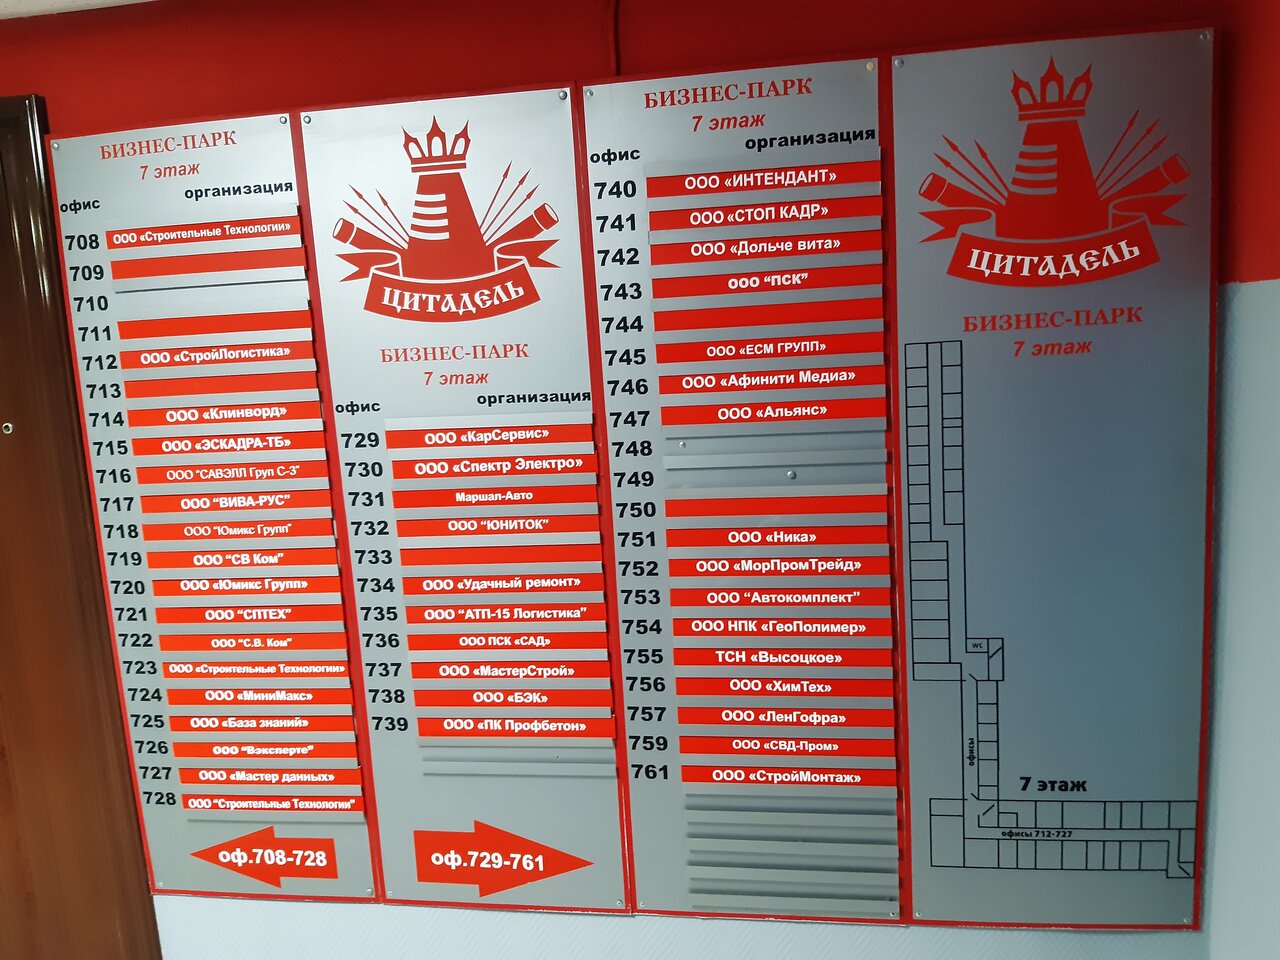 БИЗНЕС-ПАРК
7 этаж
офис организация
708 ООО «Строительные Технологии»
709
710
711
712 ООО «СтройЛогистика»
713
714 ООО «Клинворд»
715 ООО «ЭСКАДРА-ТБ»
716 ООО “САВЭЛЛ Груп С-3”
717 ООО “ВИВА-РУС”
718 ООО “Юмикс Групп”
719 ООО “СВ Ком”
720 ООО «Юмикс Групп»
721 ООО “СПТЕХ”
722 ООО “С.В. Ком”
723 ООО «Строительные Технологии»
724 ООО «МиниМакс»
725 ООО «База знаний»
726 ООО “Вэксперте”
727 ООО «Мастер данных»
728 ООО “Строительные Технологии”
оф.708-728
ЦИТАДЕЛЬ
БИЗНЕС-ПАРК
7 этаж
офис организация
729 ООО «КарСервис»
730 ООО «Спектр Электро»
731 Маршал-Авто
732 ООО “ЮНИТОК”
733
734 ООО «Удачный ремонт»
735 ООО “АТП-15 Логистика”
736 ООО ПСК «САД»
737 ООО «МастерСтрой»
738 ООО «БЭК»
739 ООО «ПК Профбетон»
оф.729-761
БИЗНЕС-ПАРК
7 этаж
офис организация
740 ООО «ИНТЕНДАНТ»
741 ООО «СТОП КАДР»
742 ООО «Дольче вита»
743 ООО “ПСК”
744
745 ООО «ЕСМ ГРУПП»
746 ООО «Афинити Медиа»
747 ООО «Альянс»
748
749
750
751 ООО «Ника»
752 ООО «МорПромТрейд»
753 ООО “Автокомплект”
754 ООО НПК «ГеоПолимер»
755 ТСН «Высоцкое»
756 ООО «ХимТех»
757 ООО «ЛенГофра»
759 ООО «СВД-Пром»
761 ООО «СтройМонтаж»
ЦИТАДЕЛЬ
БИЗНЕС-ПАРК
7 этаж
wc
офисы
7 этаж
офисы 712-727